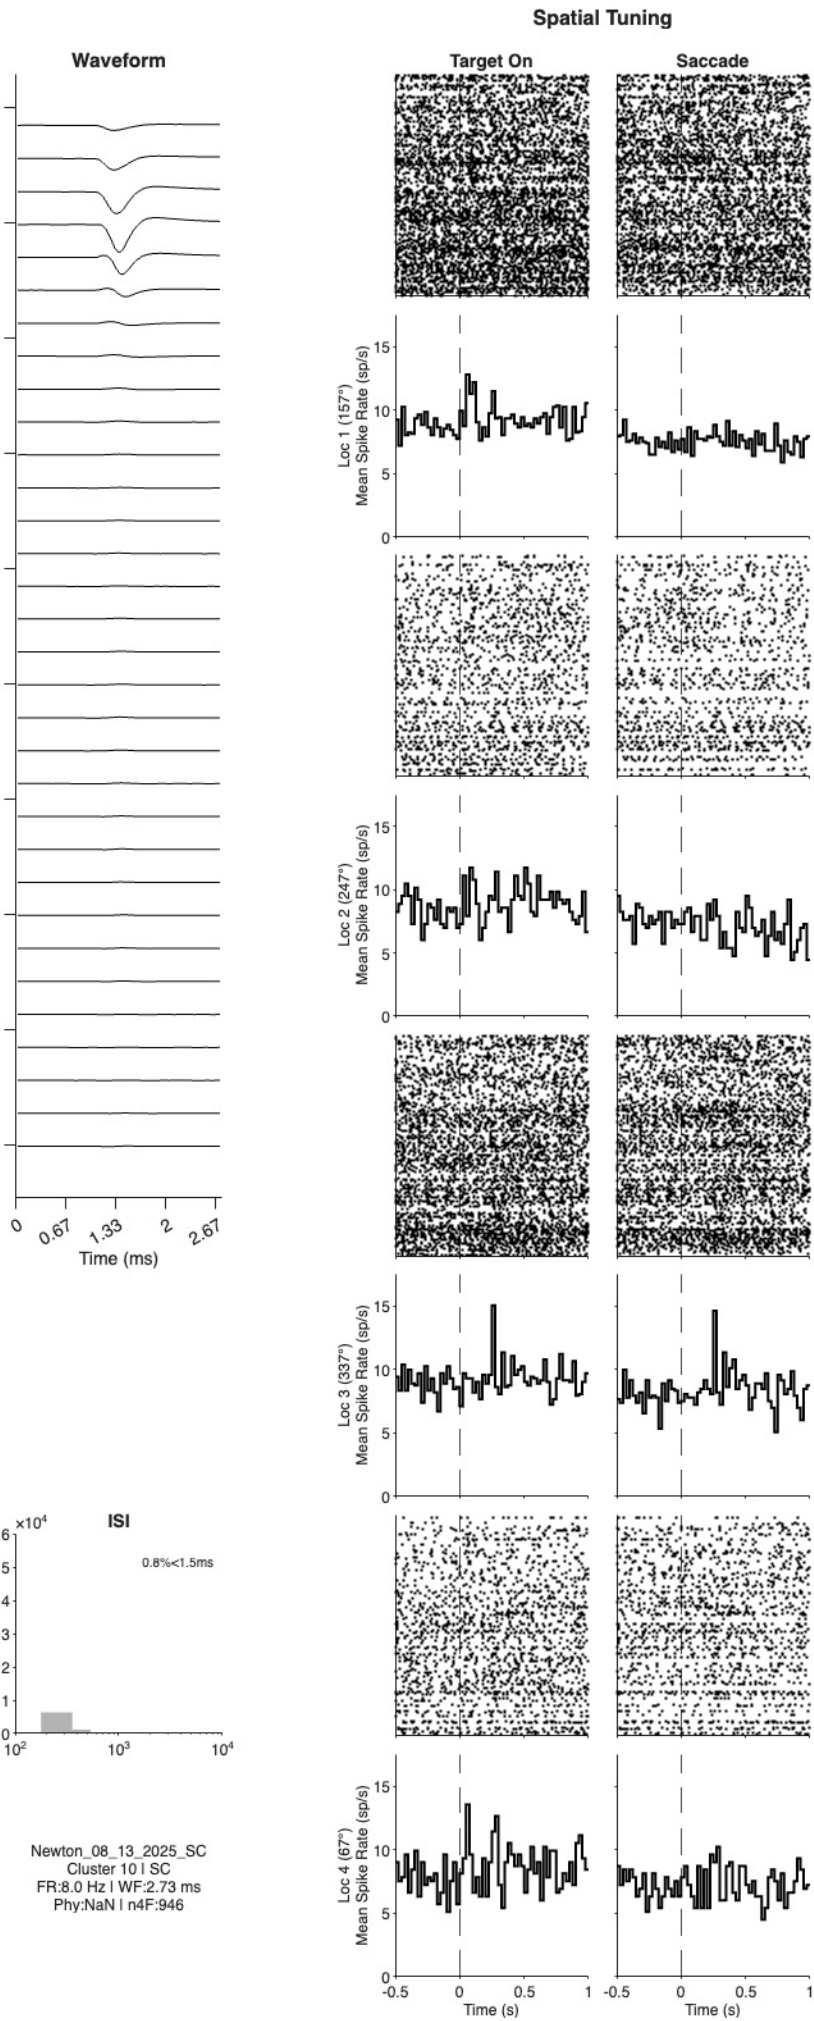 Spatial Tuning
Waveform
Target On
Saccade
0
0.67
1.33
2
2.67
Time (ms)
15
10
5
0
Loc 1 (157°)
Mean Spike Rate (sp/s)
15
10
5
0
Loc 2 (247°)
Mean Spike Rate (sp/s)
15
10
5
0
Loc 3 (337°)
Mean Spike Rate (sp/s)
×10⁴
ISI
6
5
4
3
2
1
0
0.8%<1.5ms
10²
10³
10⁴
15
10
5
0
Loc 4 (67°)
Mean Spike Rate (sp/s)
Newton_08_13_2025_SC
Cluster 10 | SC
FR:8.0 Hz | WF:2.73 ms
Phy:NaN | n4F:946
-0.5
0
0.5
1
-0.5
0
0.5
1
Time (s)
Time (s)